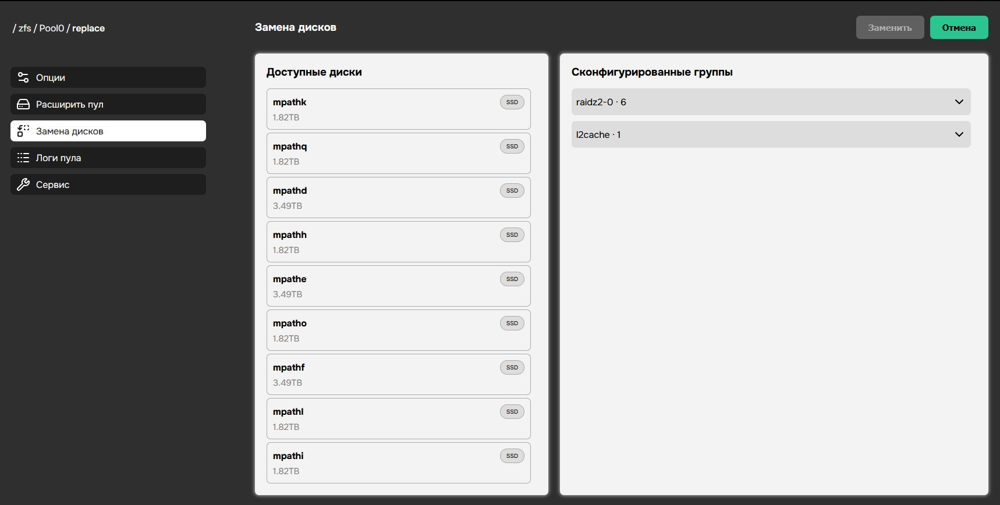 / zfs / Pool0 / replace
Опции
Расширить пул
Замена дисков
Логи пула
Сервис
Замена дисков
Заменить
Отмена
Доступные диски
mpathk SSD
1.82TB
mpathq SSD
1.82TB
mpathd SSD
3.49TB
mpathh SSD
1.82TB
mpathe SSD
3.49TB
mpatho SSD
1.82TB
mpathf SSD
3.49TB
mpathl SSD
1.82TB
mpathi SSD
1.82TB
Сконфигурированные группы
raidz2-0 · 6
l2cache · 1